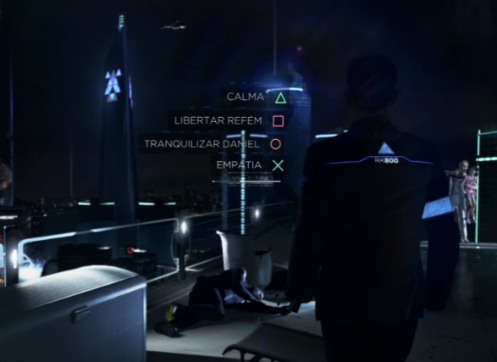 CALMA
LIBERTAR REFÉM
TRANQUILIZAR DANIEL
EMPATIA
RK800